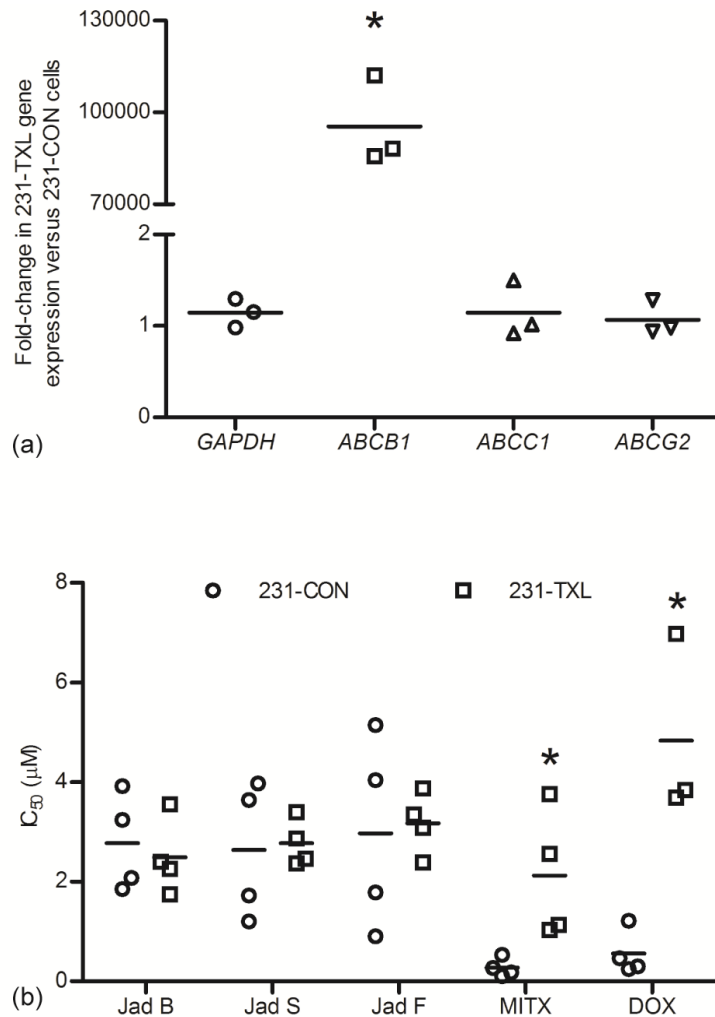 Fold-change in 231-TXL gene
expression versus 231-CON cells
130000
*
100000
70000
2
1
0
GAPDH ABCB1 ABCC1 ABCG2
(a)
8
231-CON 231-TXL
*
6
IC50 (μM)
4
*
2
0
Jad B Jad S Jad F MITX DOX
(b)